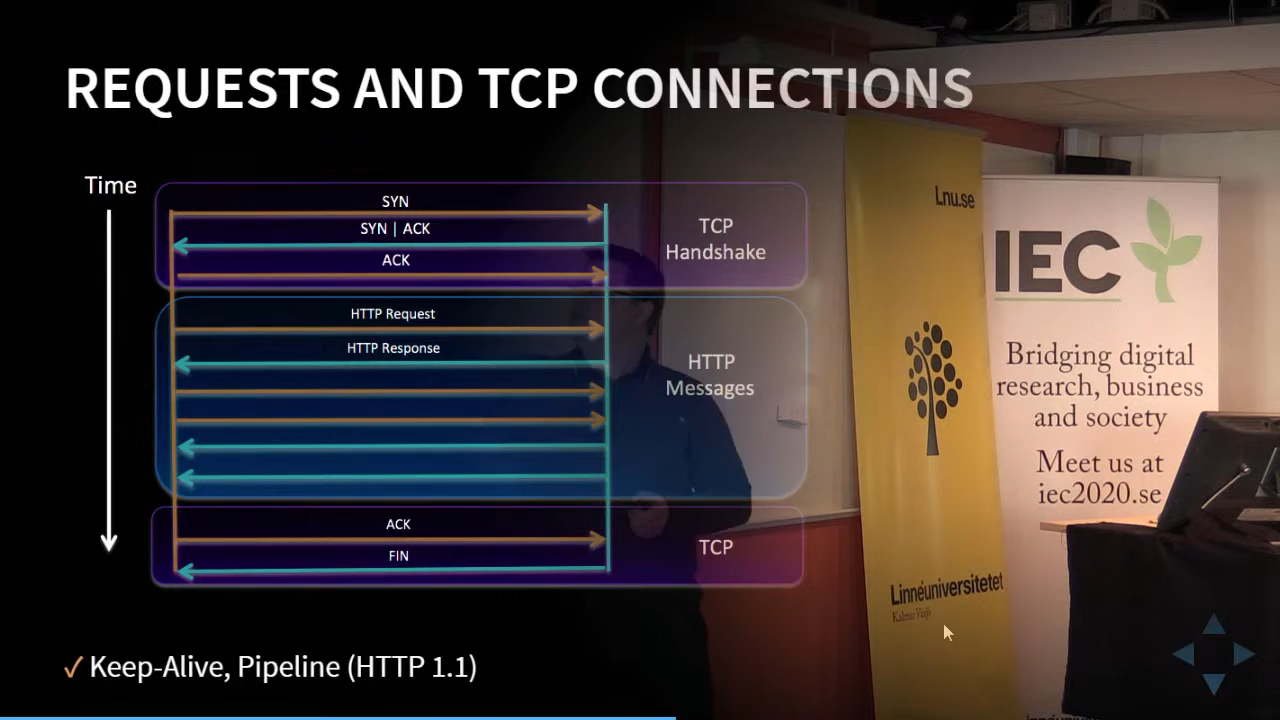 REQUESTS AND TCP CONNECTIONS
Time
SYN
SYN | ACK
ACK
TCP
Handshake
HTTP Request
HTTP Response
HTTP
Messages
ACK
FIN
TCP
✓ Keep-Alive, Pipeline (HTTP 1.1)
Lnu.se
Linnéuniversitetet
Kalmar Växjö
IEC
Bridging digital
research, business
and society
Meet us at
iec2020.se